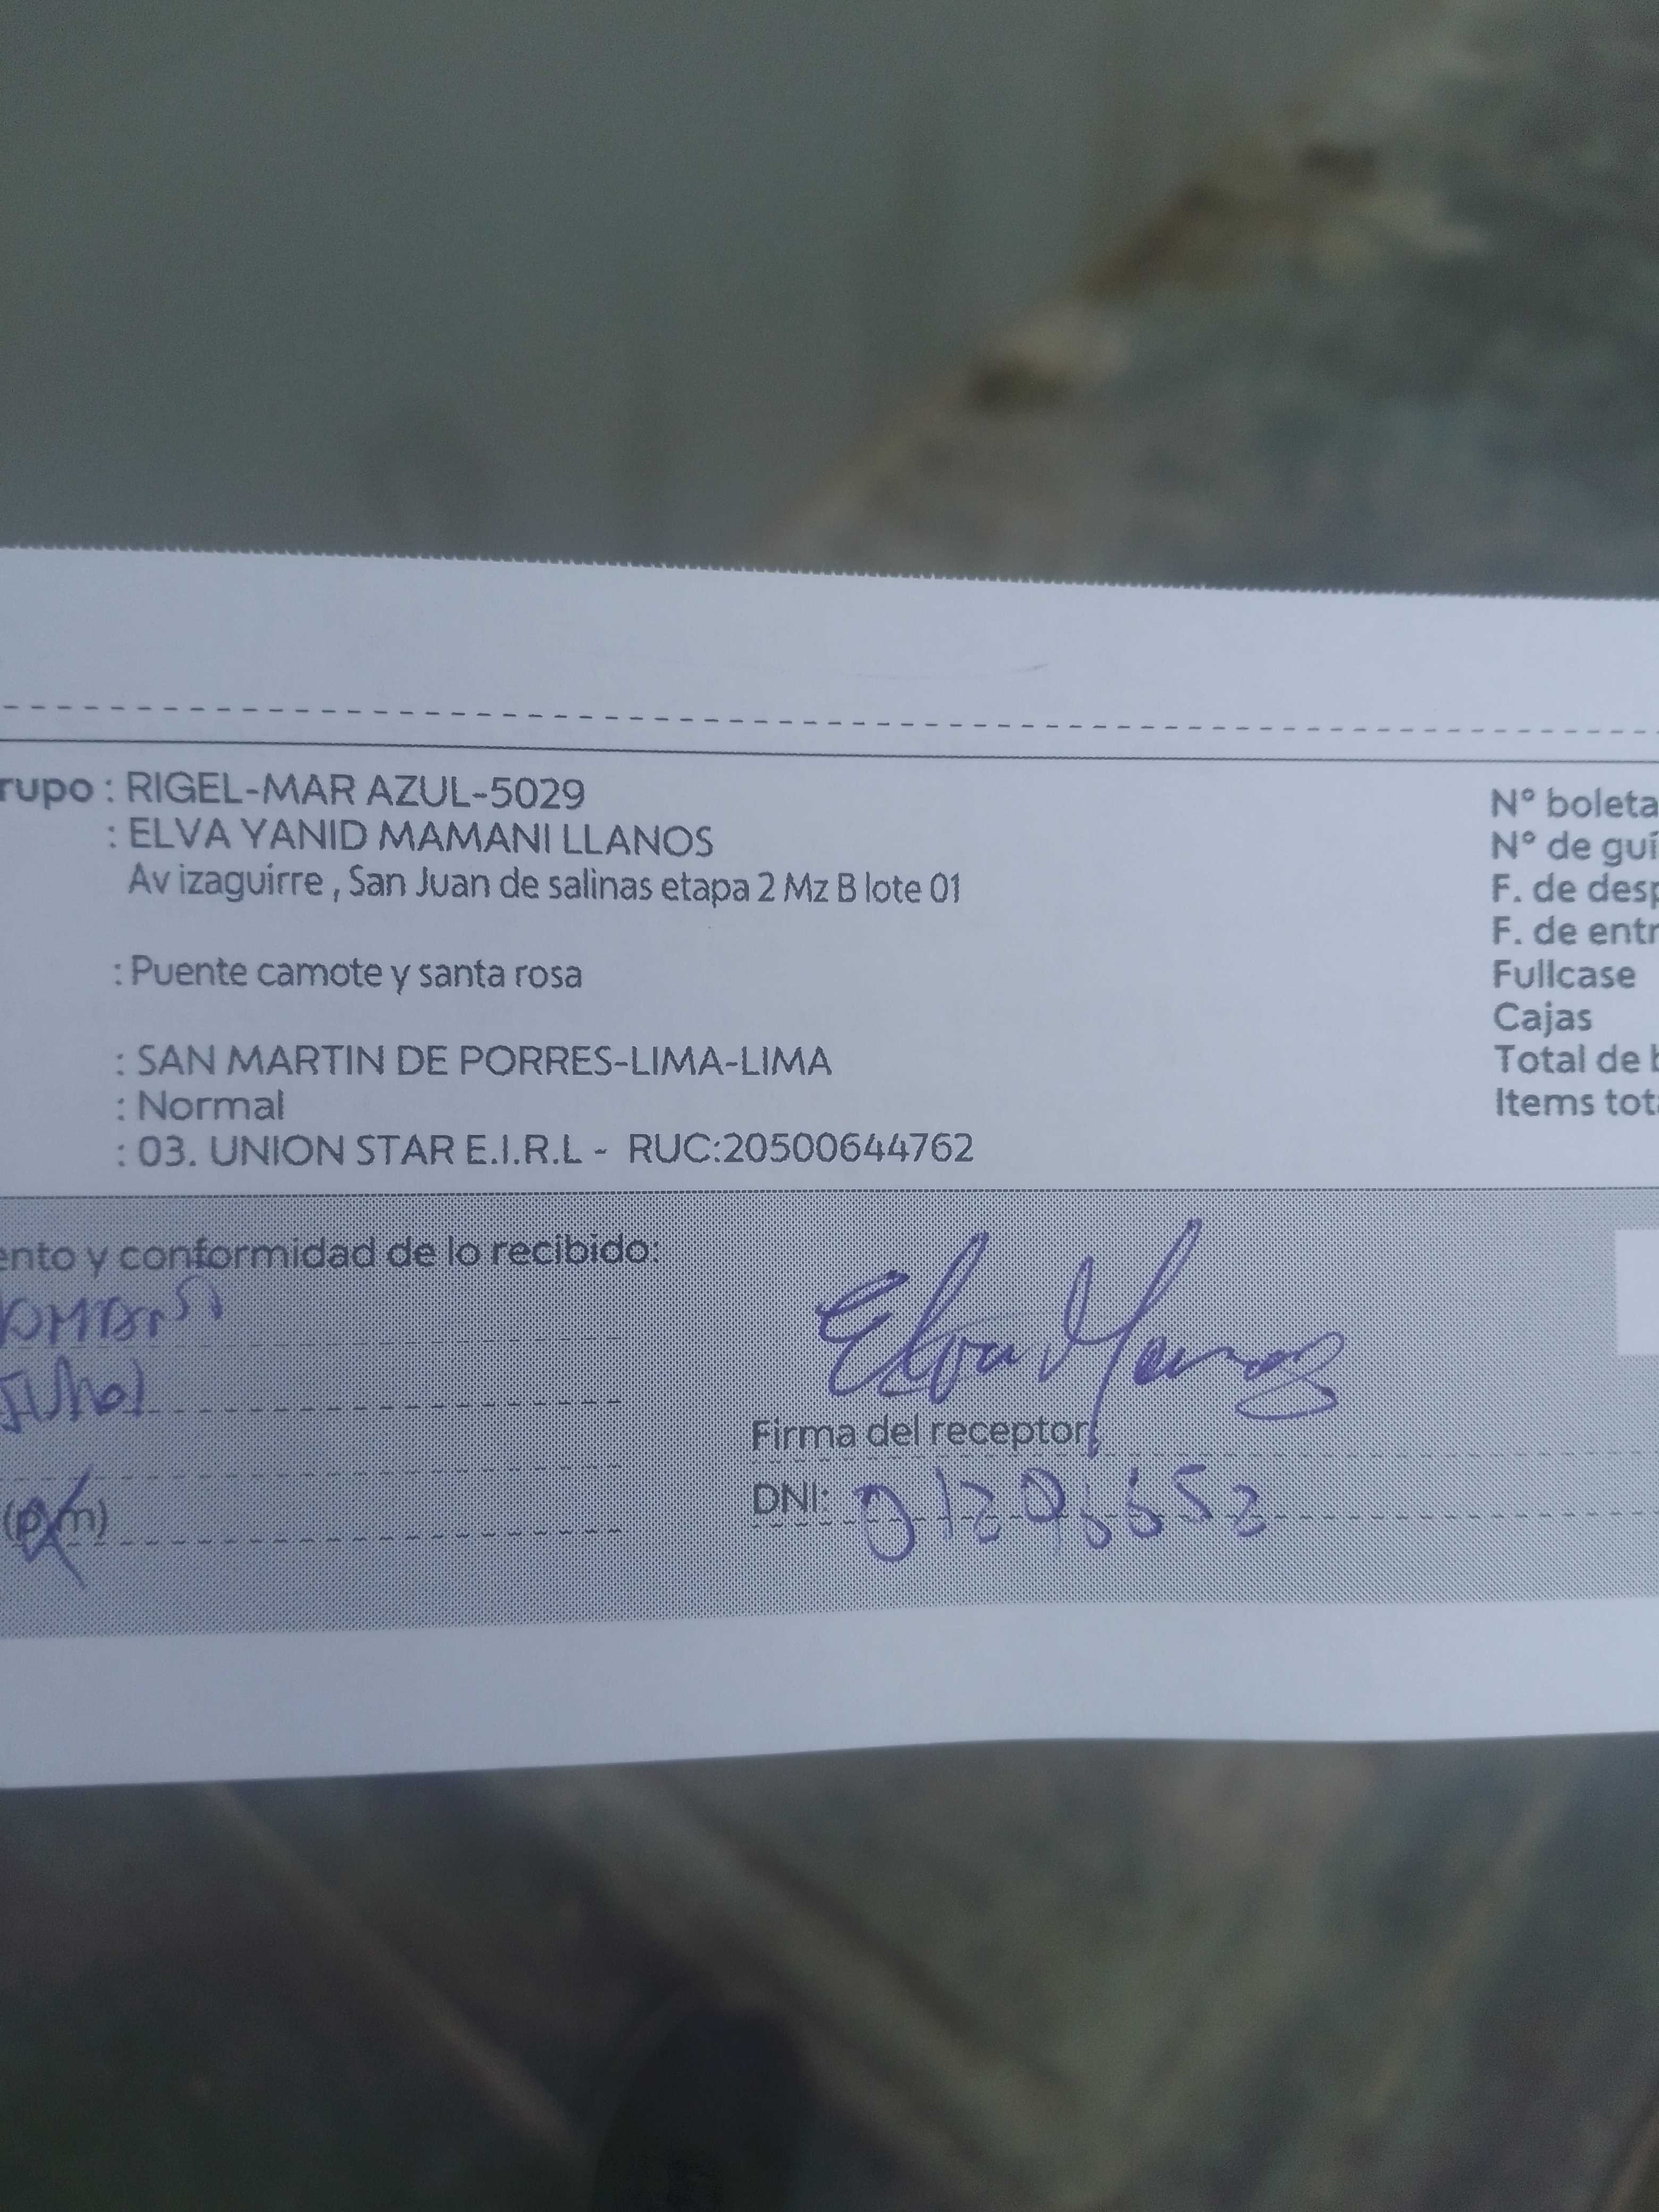 rupo : RIGEL-MAR AZUL-5029
: ELVA YANID MAMANI LLANOS
Av izaguirre , San Juan de salinas etapa 2 Mz B lote 01
: Puente camote y santa rosa
: SAN MARTIN DE PORRES-LIMA-LIMA
: Normal
: 03. UNION STAR E.I.R.L - RUC:20500644762
N° boleta
N° de guí
F. de desp
F. de entr
Fullcase
Cajas
Total de b
Items tota
ento y conformidad de lo recibido:
Elva
Firma del receptor:
DNI:
(pm)